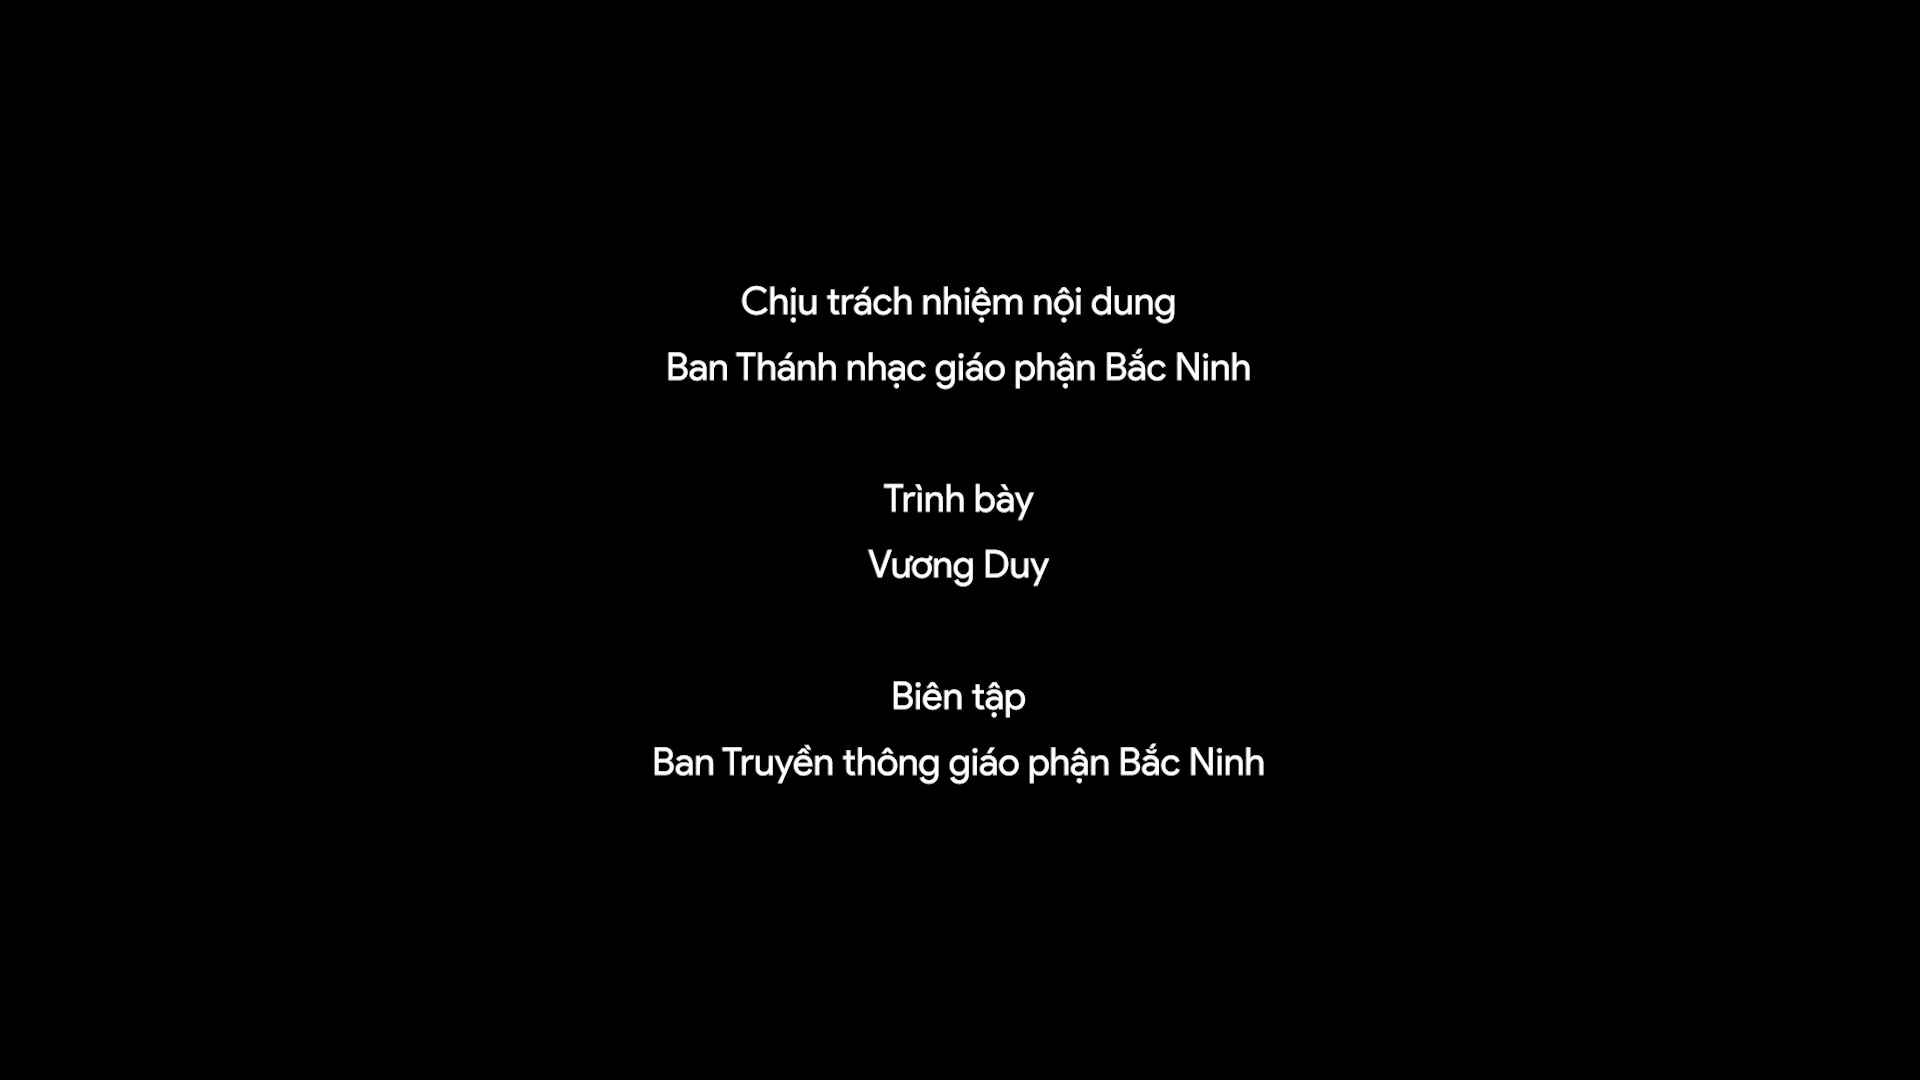 Chịu trách nhiệm nội dung
Ban Thánh nhạc giáo phận Bắc Ninh
Trình bày
Vương Duy
Biên tập
Ban Truyền thông giáo phận Bắc Ninh